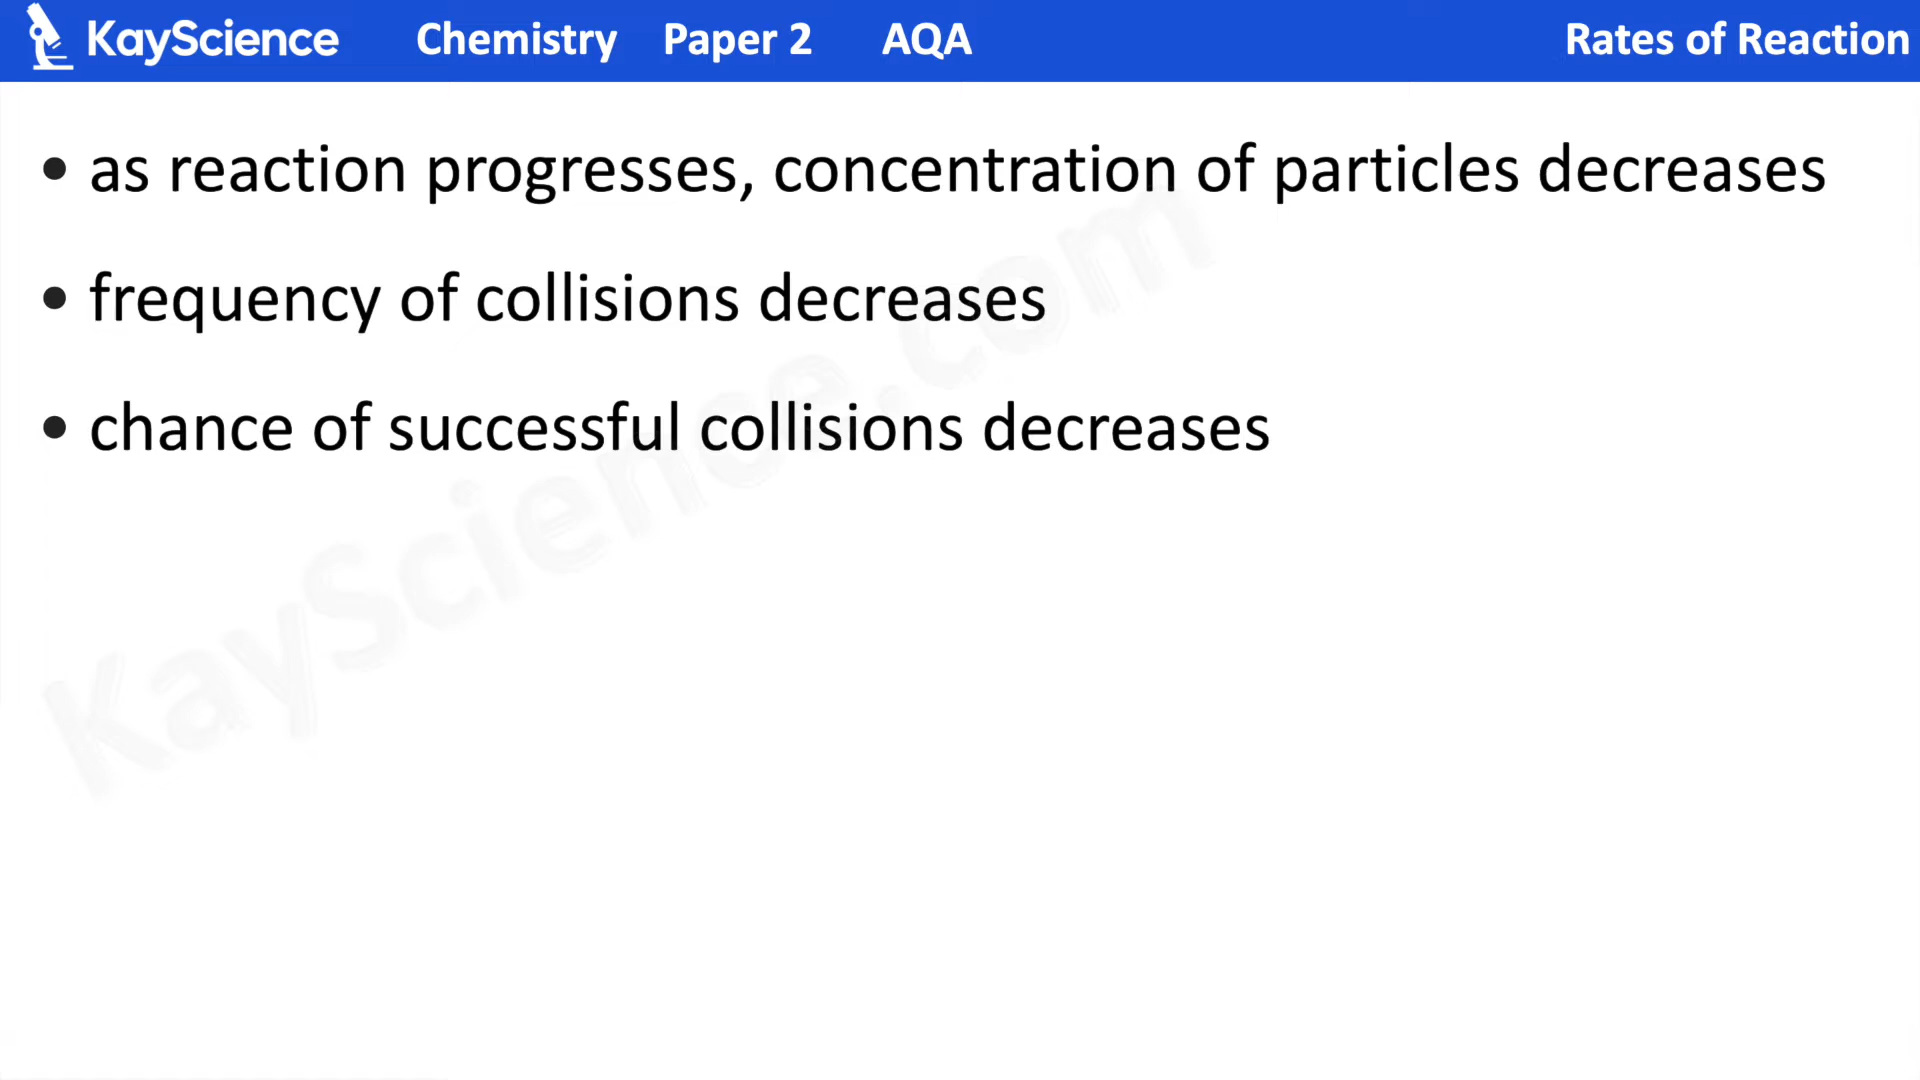 KayScience Chemistry Paper 2 AQA Rates of Reaction
• as reaction progresses, concentration of particles decreases
• frequency of collisions decreases
• chance of successful collisions decreases
KayScience.com